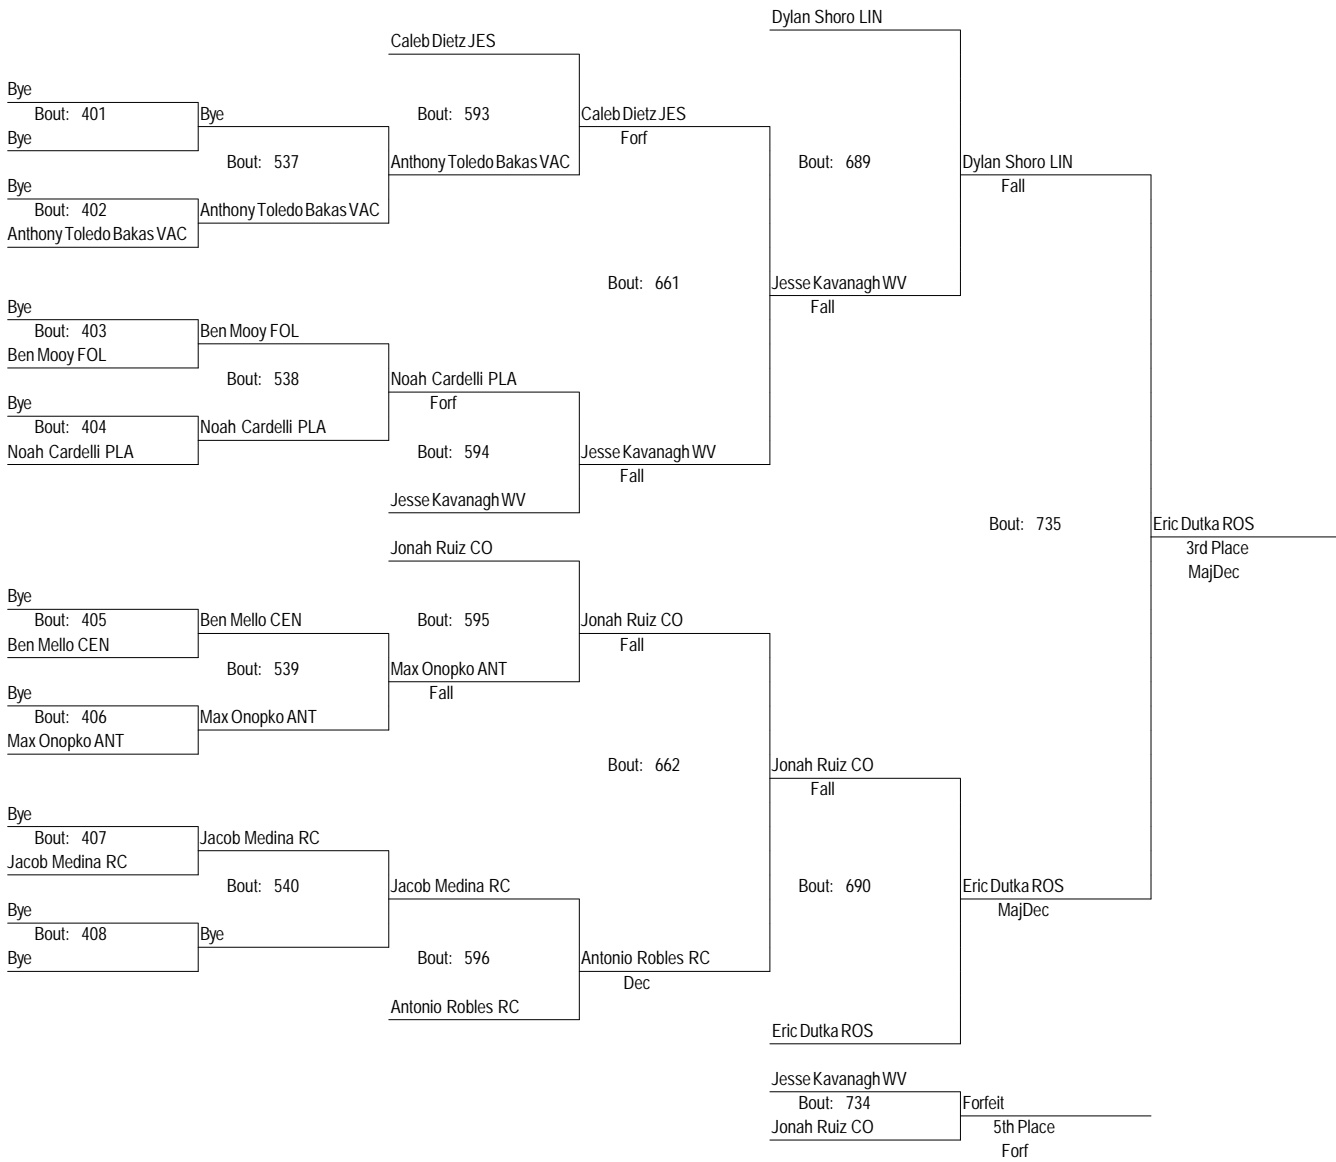 Dylan Shoro LIN
Caleb Dietz JES
Bye
Bout: 401
Bye
Bout: 593
Caleb Dietz JES
Forf
Bye
Bout: 537
Anthony Toledo Bakas VAC
Bout: 689
Dylan Shoro LIN
Fall
Bye
Bout: 402
Anthony Toledo Bakas VAC
Anthony Toledo Bakas VAC
Bout: 661
Jesse Kavanagh WV
Fall
Bye
Bout: 403
Ben Mooy FOL
Ben Mooy FOL
Bout: 538
Noah Cardelli PLA
Forf
Bye
Bout: 404
Noah Cardelli PLA
Noah Cardelli PLA
Bout: 594
Jesse Kavanagh WV
Fall
Jesse Kavanagh WV
Bout: 735
Eric Dutka ROS
3rd Place
MajDec
Jonah Ruiz CO
Bye
Bout: 405
Ben Mello CEN
Bout: 595
Jonah Ruiz CO
Fall
Ben Mello CEN
Bout: 539
Max Onopko ANT
Fall
Bye
Bout: 406
Max Onopko ANT
Max Onopko ANT
Bout: 662
Jonah Ruiz CO
Fall
Bye
Bout: 407
Jacob Medina RC
Jacob Medina RC
Bout: 540
Jacob Medina RC
Bout: 690
Eric Dutka ROS
MajDec
Bye
Bout: 408
Bye
Bye
Bout: 596
Antonio Robles RC
Dec
Antonio Robles RC
Eric Dutka ROS
Jesse Kavanagh WV
Bout: 734
Forfeit
Jonah Ruiz CO
5th Place
Forf